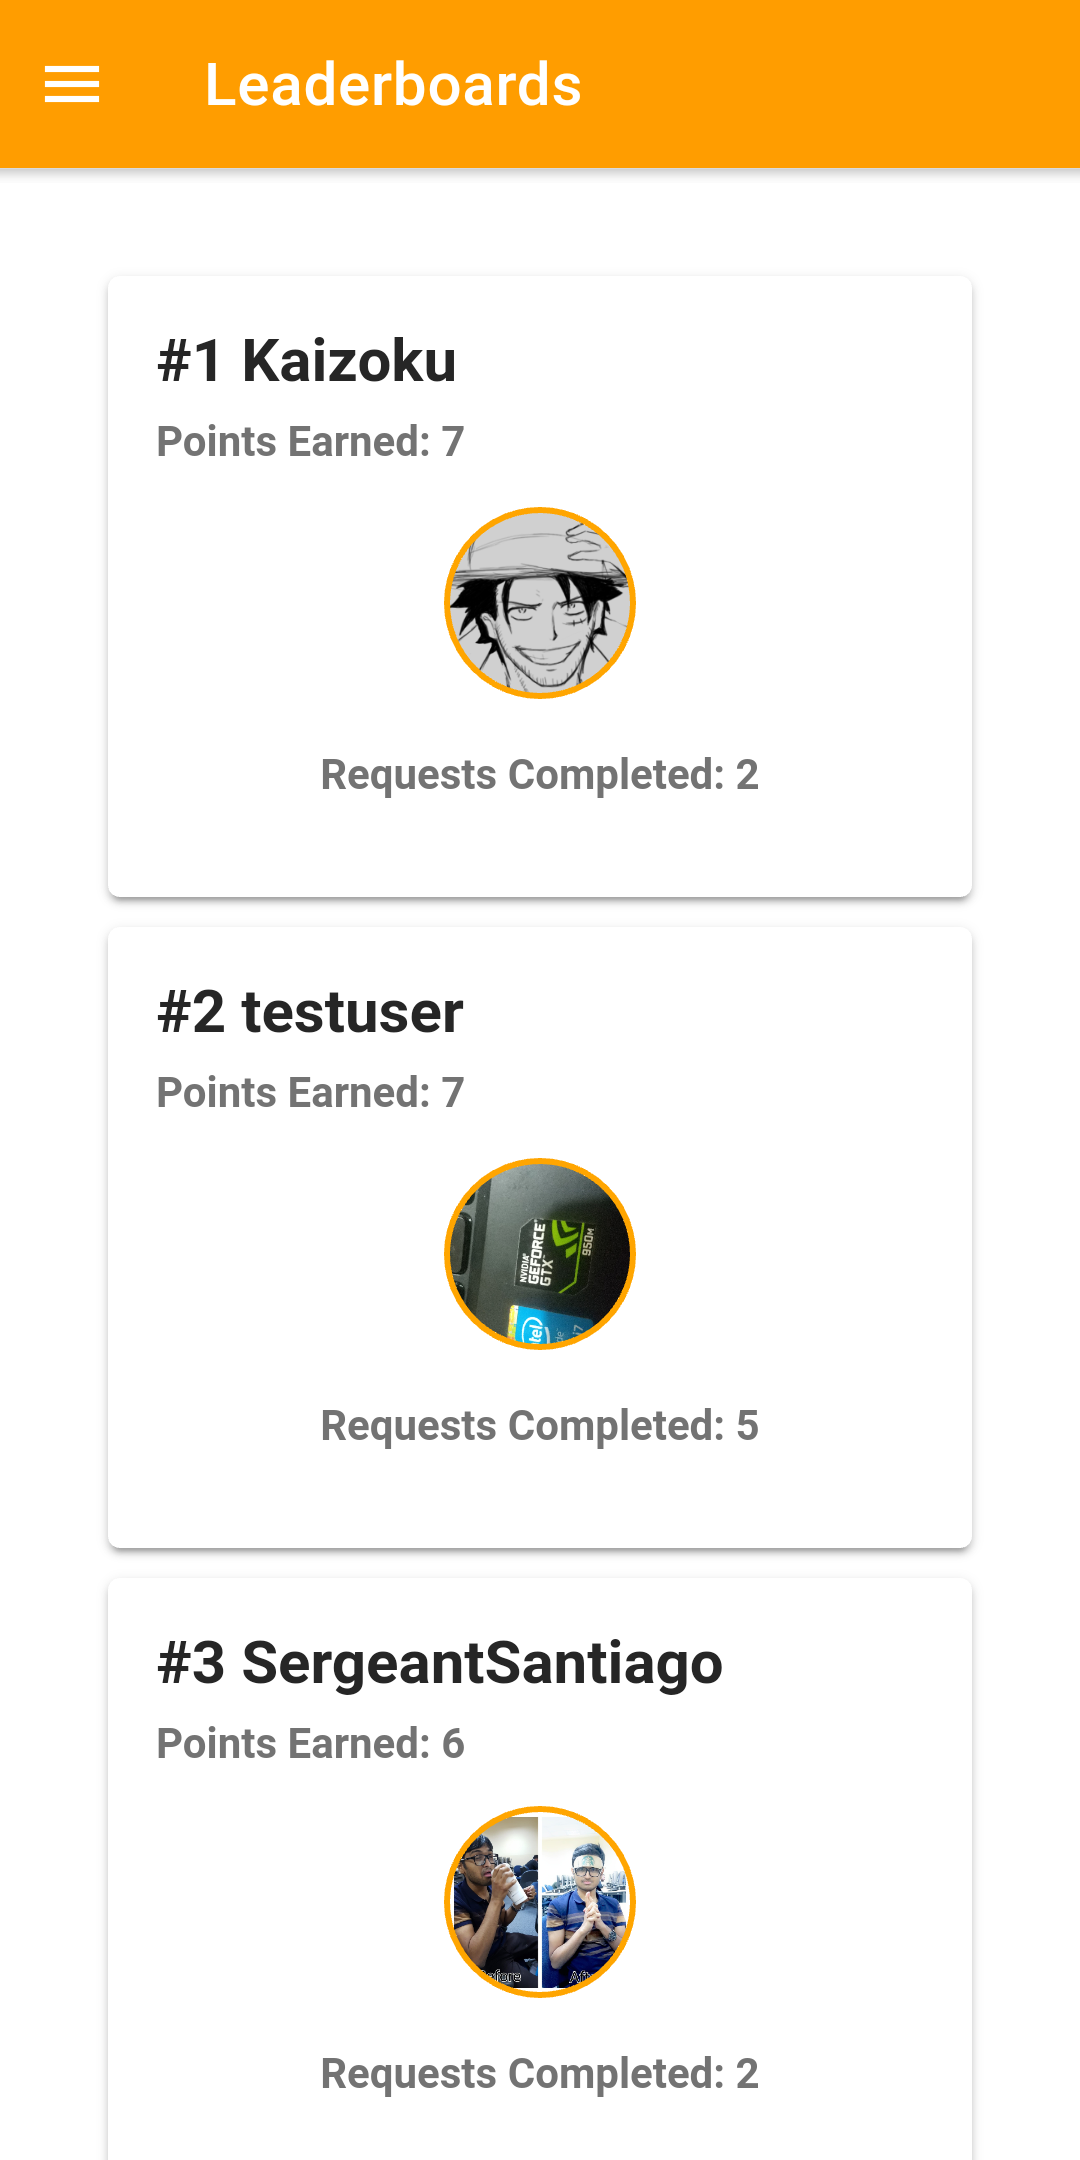 Leaderboards
#1 Kaizoku
Points Earned: 7
Requests Completed: 2
#2 testuser
Points Earned: 7
NVIDIA
GEFORCE
GTX
950M
Requests Completed: 5
#3 SergeantSantiago
Points Earned: 6
Requests Completed: 2